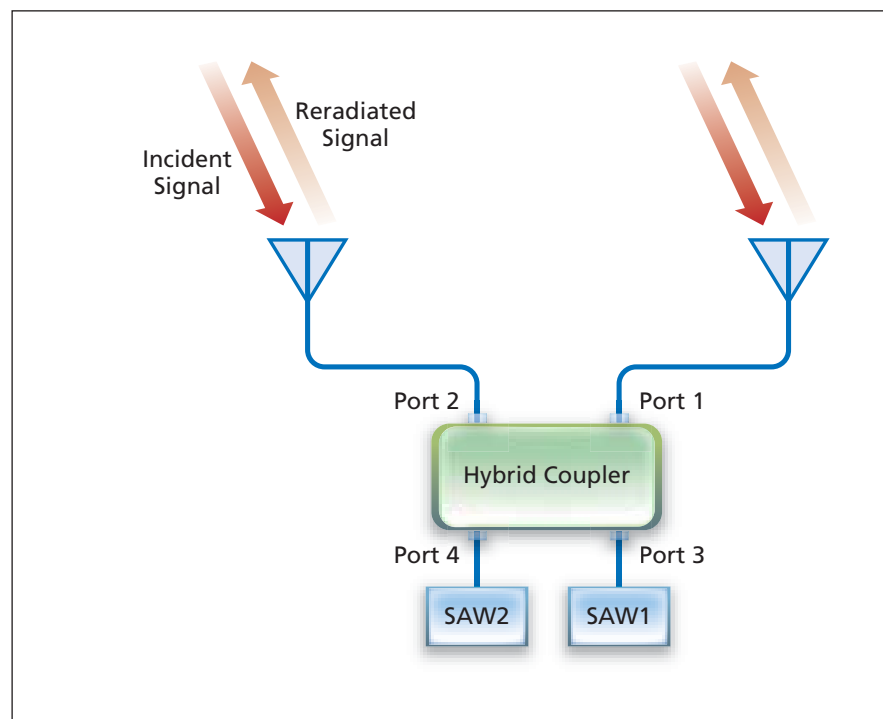 Reradiated
Signal
Incident
Signal
Port 2
Port 1
Hybrid Coupler
Port 4
Port 3
SAW2
SAW1